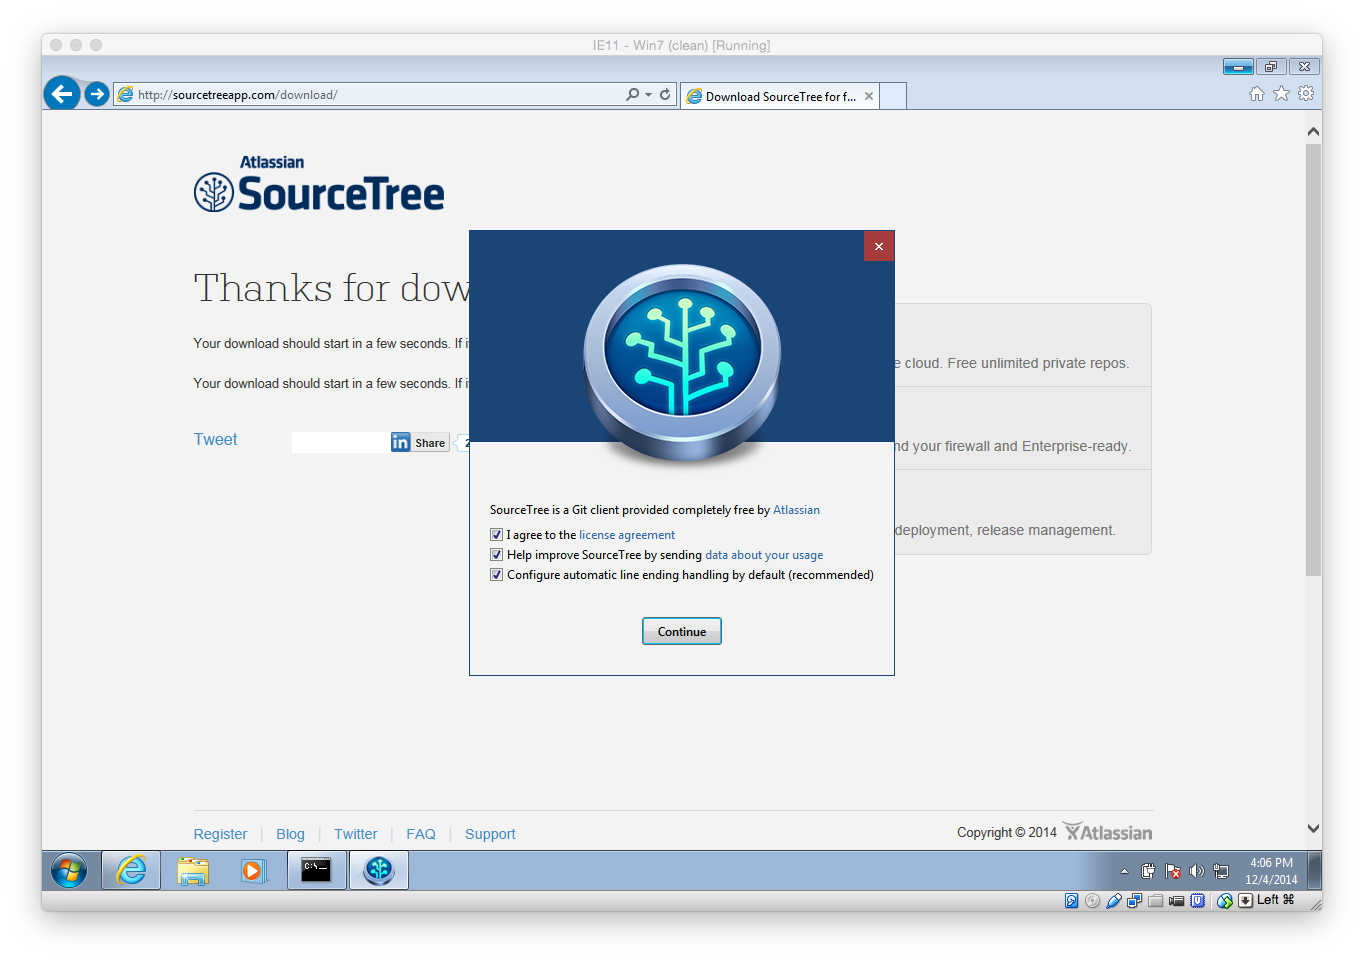 IE11 - Win7 (clean) [Running]
http://sourcetreeapp.com/download/
Download SourceTree for f...
Atlassian
SourceTree
Thanks for dow
Your download should start in a few seconds. If i
Your download should start in a few seconds. If i
Tweet
in Share
2
e cloud. Free unlimited private repos.
nd your firewall and Enterprise-ready.
deployment, release management.
SourceTree is a Git client provided completely free by Atlassian
I agree to the license agreement
Help improve SourceTree by sending data about your usage
Configure automatic line ending handling by default (recommended)
Continue
Register | Blog | Twitter | FAQ | Support
Copyright © 2014 Atlassian
C:\_
4:06 PM
12/4/2014
Left ⌘